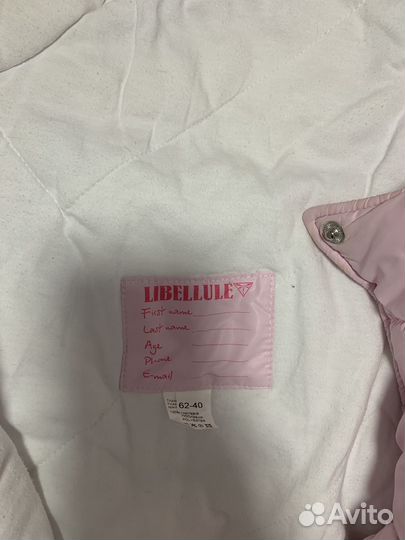 LIBELLULE
First name
Last name
Age
Phone
E-mail
62-40
Avito